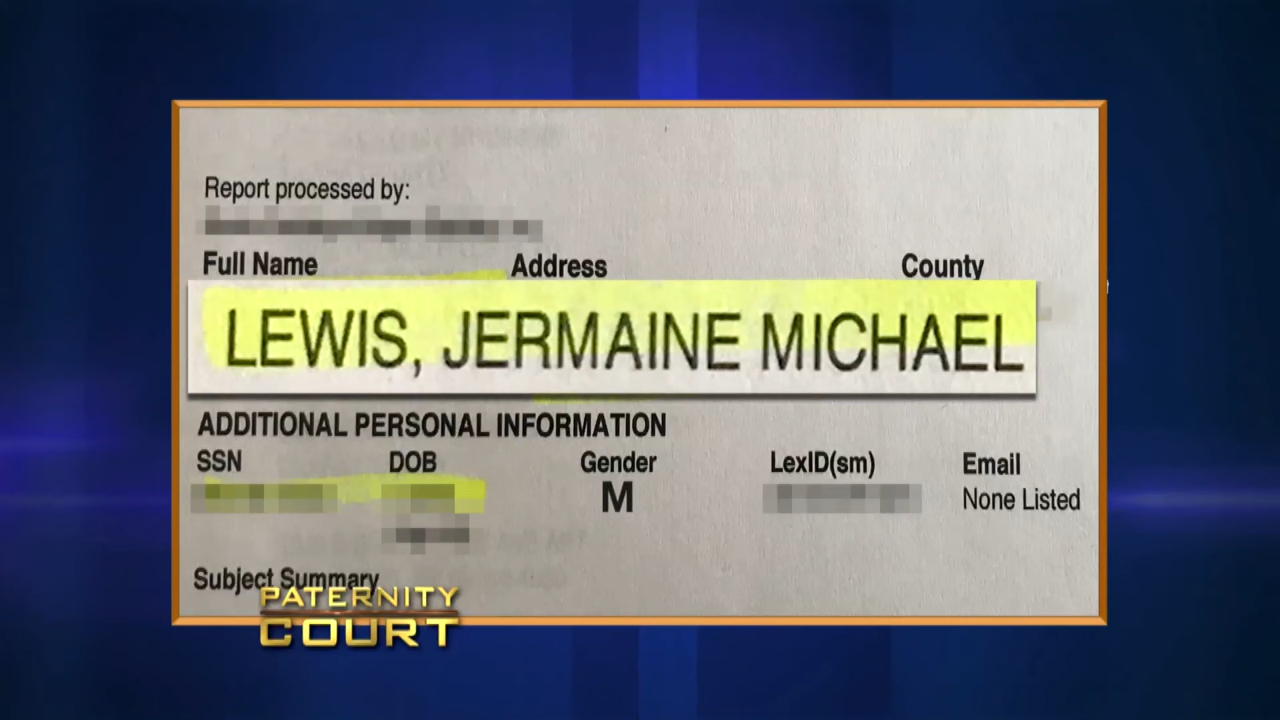 Report processed by:
Full Name Address County
LEWIS, JERMAINE MICHAEL
ADDITIONAL PERSONAL INFORMATION
SSN DOB Gender LexID(sm) Email
M None Listed
Subject Summary
PATERNITY
COURT